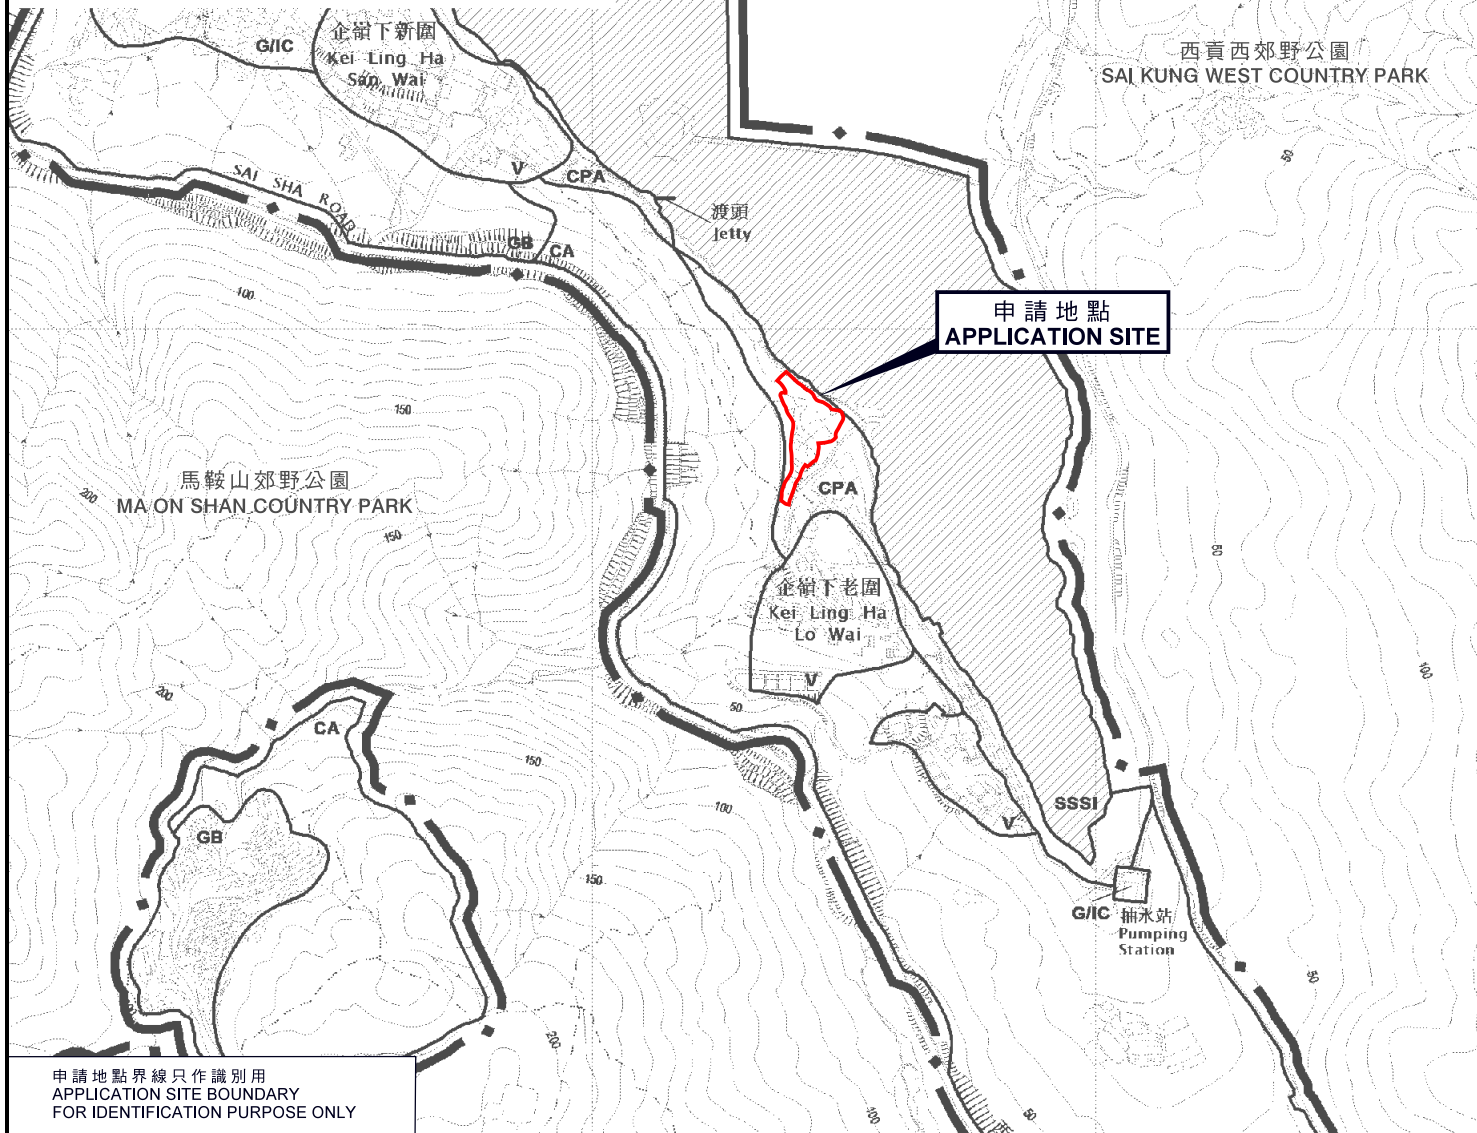 企嶺下新圍
Kei Ling Ha
San Wai
G/IC
西貢西郊野公園
SAI KUNG WEST COUNTRY PARK
50
V
CPA
SAI SHA ROAD
渡頭
Jetty
GB
CA
100
申請地點
APPLICATION SITE
150
馬鞍山郊野公園
MA ON SHAN COUNTRY PARK
200
CPA
150
50
企嶺下老圍
Kei Ling Ha
Lo Wai
V
100
200
50
CA
150
100
SSSI
V
GB
150
G/IC
抽水站
Pumping
Station
50
200
100
50
申請地點界線只作識別用
APPLICATION SITE BOUNDARY
FOR IDENTIFICATION PURPOSE ONLY